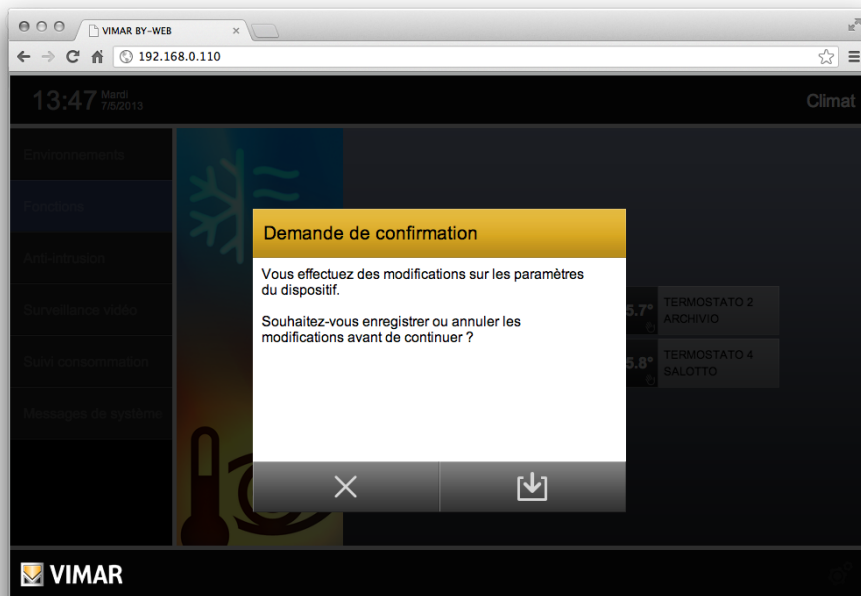 VIMAR BY-WEB
192.168.0.110
13:47
Mardi
7/5/2013
Climat
Environnements
Fonctions
Anti-intrusion
Surveillance vidéo
Suivi consommation
Messages de système
Demande de confirmation
Vous effectuez des modifications sur les paramètres
du dispositif.
Souhaitez-vous enregistrer ou annuler les
modifications avant de continuer ?
5.7°
TERMOSTATO 2
ARCHIVIO
5.8°
TERMOSTATO 4
SALOTTO
VIMAR